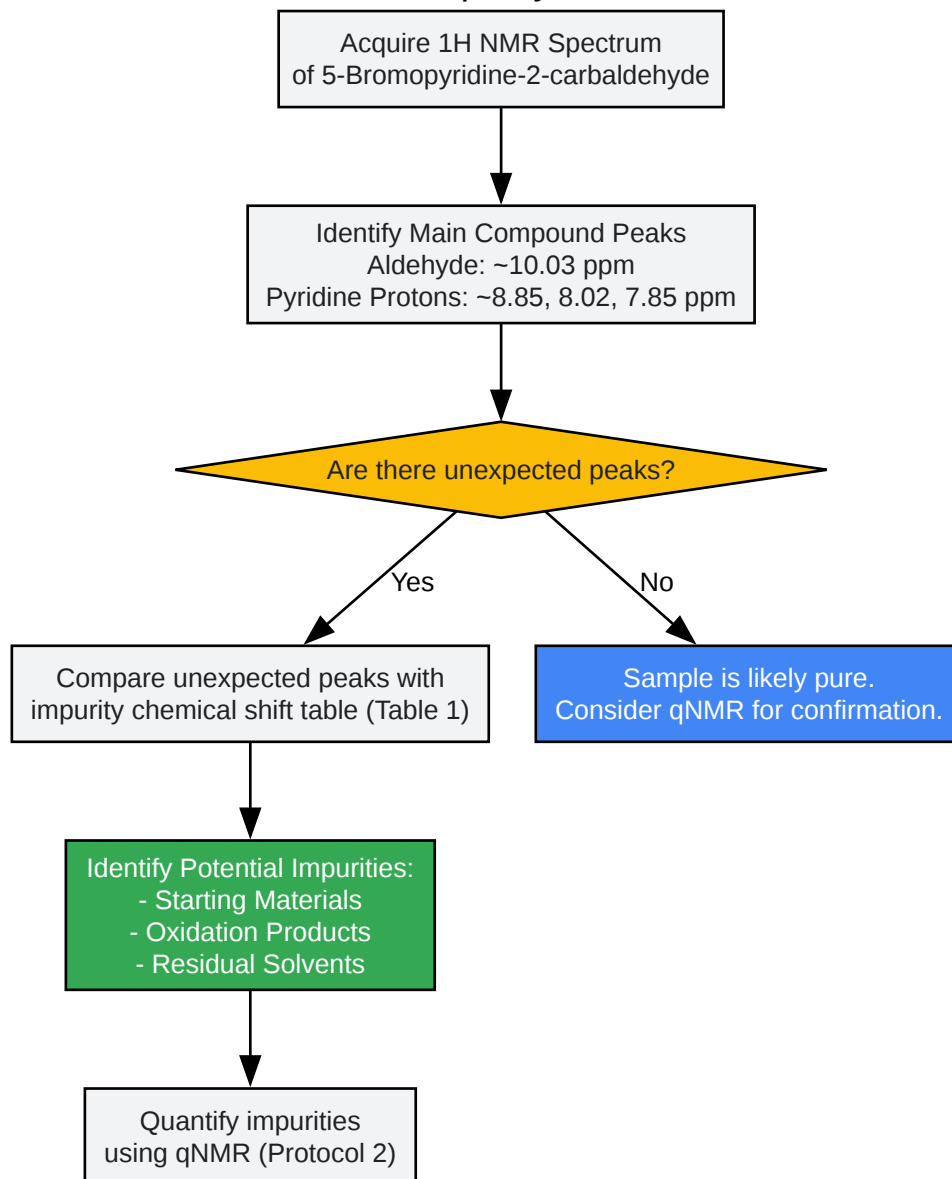 Acquire 1H NMR Spectrum
of 5-Bromopyridine-2-carbaldehyde
Identify Main Compound Peaks
Aldehyde: ~10.03 ppm
Pyridine Protons: ~8.85, 8.02, 7.85 ppm
Are there unexpected peaks?
Yes
No
Compare unexpected peaks with
impurity chemical shift table (Table 1)
Sample is likely pure.
Consider qNMR for confirmation.
Identify Potential Impurities:
- Starting Materials
- Oxidation Products
- Residual Solvents
Quantify impurities
using qNMR (Protocol 2)